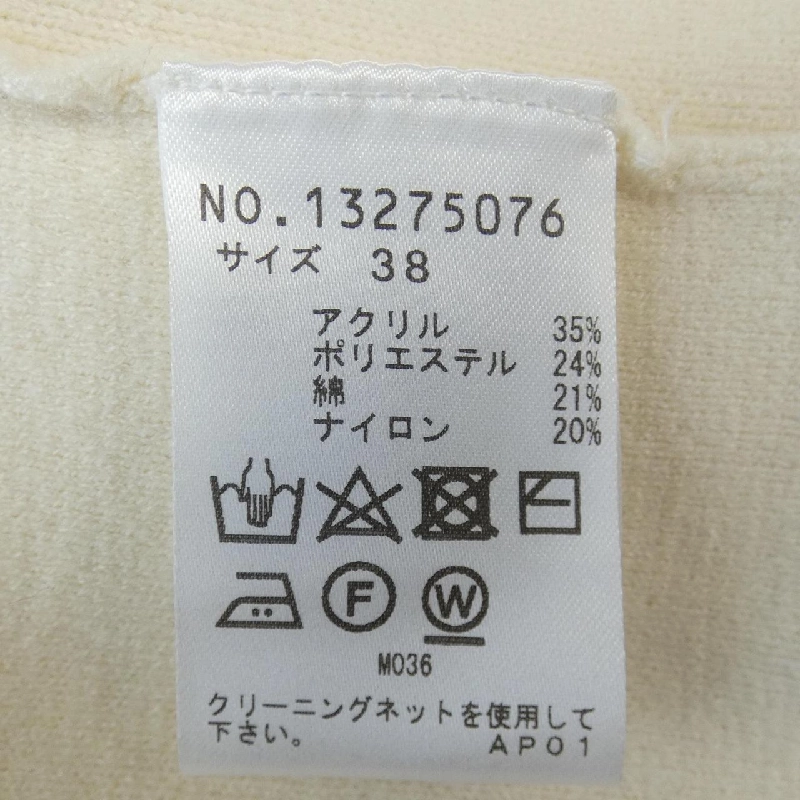 NO.13275076
サイズ 38
アクリル 35%
ポリエステル 24%
綿 21%
ナイロン 20%
F W
M036
クリーニングネットを使用して
下さい。 AP01